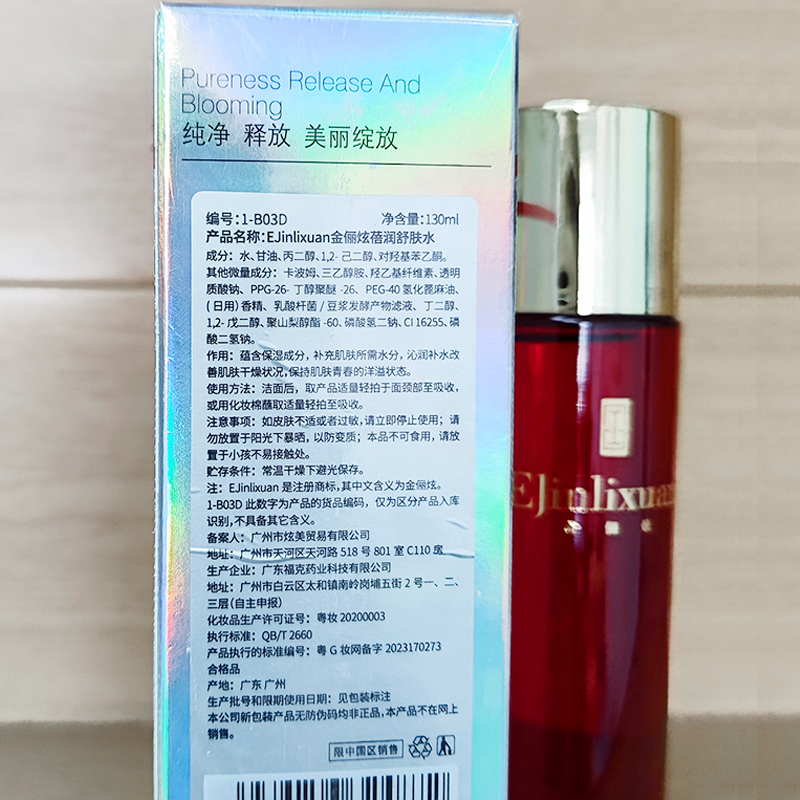 Pureness Release And
Blooming
纯净 释放 美丽绽放
编号：1-B03D 净含量：130ml
产品名称：EJinlixuan金俪炫蓓润舒肤水
成分：水、甘油、丙二醇、1,2-己二醇、对羟基苯乙酮。
其他微量成分：卡波姆、三乙醇胺、羟乙基纤维素、透明
质酸钠、PPG-26-丁醇聚醚-26、PEG-40氢化蓖麻油、
(日用)香精、乳酸杆菌/豆浆发酵产物滤液、丁二醇、
1,2-戊二醇、聚山梨醇酯-60、磷酸氢二钠、CI 16255、磷
酸二氢钠。
作用：蕴含保湿成分，补充肌肤所需水分，沁润补水改
善肌肤干燥状况，保持肌肤青春的洋溢状态。
使用方法：洁面后，取产品适量轻拍于面颈部至吸收，
或用化妆棉蘸取适量轻拍至吸收。
注意事项：如皮肤不适或者过敏，请立即停止使用；请
勿放置于阳光下暴晒，以防变质；本品不可食用，请放
置于小孩不易接触处。
贮存条件：常温干燥下避光保存。
注：EJinlixuan是注册商标，其中文含义为金俪炫。
1-B03D此数字为产品的货品编码，仅为区分产品入库
识别，不具备其它含义。
备案人：广州市炫美贸易有限公司
地址：广州市天河区天河路518号801室C110房
生产企业：广东福克药业科技有限公司
地址：广州市白云区太和镇南岭岗埔五街2号一、二、
三层(自主申报)
化妆品生产许可证号：粤妆20200003
执行标准：QB/T 2660
产品执行的标准编号：粤G妆网备字2023170273
合格品
产地：广东 广州
生产批号和限期使用日期：见包装标注
本公司新包装产品无防伪码均非正品，本产品不在网上
销售。
限中国区销售
EJinlixuan
金俪炫